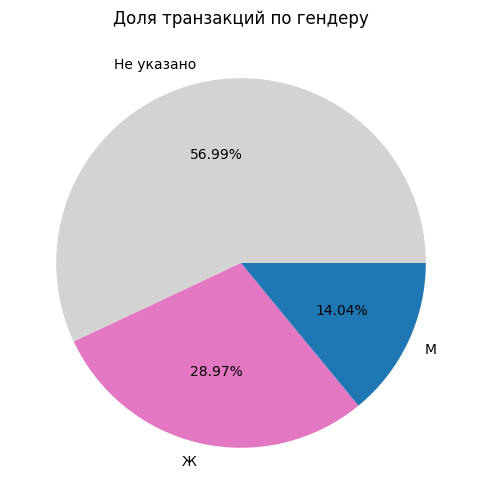 Доля транзакций по гендеру
Не указано
56.99%
14.04%
М
28.97%
Ж